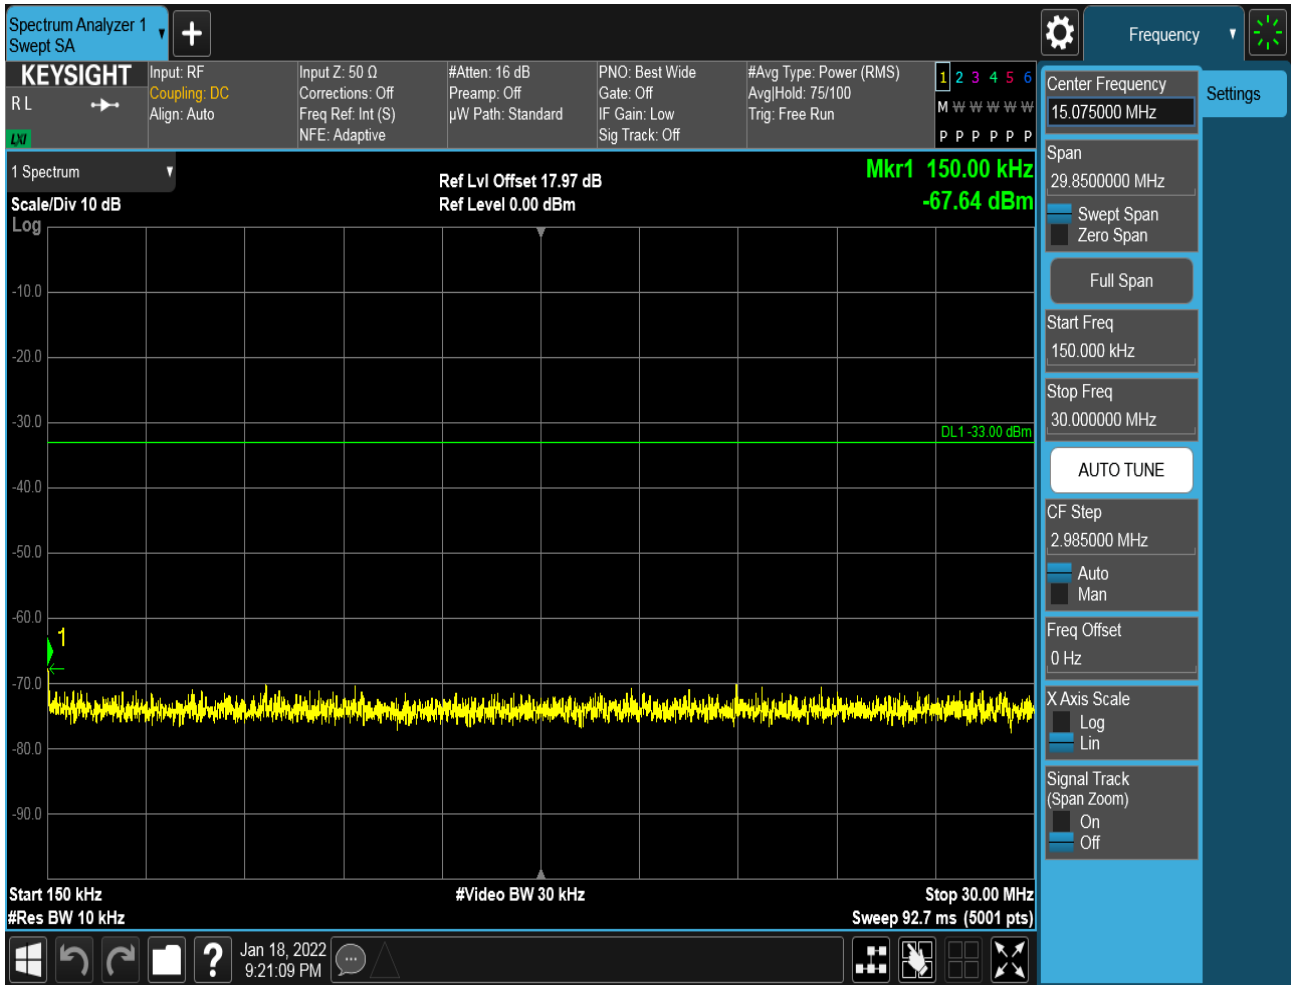 Spectrum Analyzer 1
Swept SA
Frequency
KEYSIGHT
R L
LXI
Input: RF
Coupling: DC
Align: Auto
Input Z: 50 Ω
Corrections: Off
Freq Ref: Int (S)
NFE: Adaptive
#Atten: 16 dB
Preamp: Off
µW Path: Standard
PNO: Best Wide
Gate: Off
IF Gain: Low
Sig Track: Off
#Avg Type: Power (RMS)
Avg|Hold: 75/100
Trig: Free Run
1 2 3 4 5 6
M W W W W W
P P P P P P
1 Spectrum
Scale/Div 10 dB
Log
Ref Lvl Offset 17.97 dB
Ref Level 0.00 dBm
Mkr1 150.00 kHz
-67.64 dBm
-10.0
-20.0
-30.0
DL1 -33.00 dBm
-40.0
-50.0
-60.0
1
-70.0
-80.0
-90.0
Start 150 kHz
#Video BW 30 kHz
Stop 30.00 MHz
#Res BW 10 kHz
Sweep 92.7 ms (5001 pts)
?
Jan 18, 2022
9:21:09 PM
Center Frequency
15.075000 MHz
Settings
Span
29.8500000 MHz
Swept Span
Zero Span
Full Span
Start Freq
150.000 kHz
Stop Freq
30.000000 MHz
AUTO TUNE
CF Step
2.985000 MHz
Auto
Man
Freq Offset
0 Hz
X Axis Scale
Log
Lin
Signal Track
(Span Zoom)
On
Off